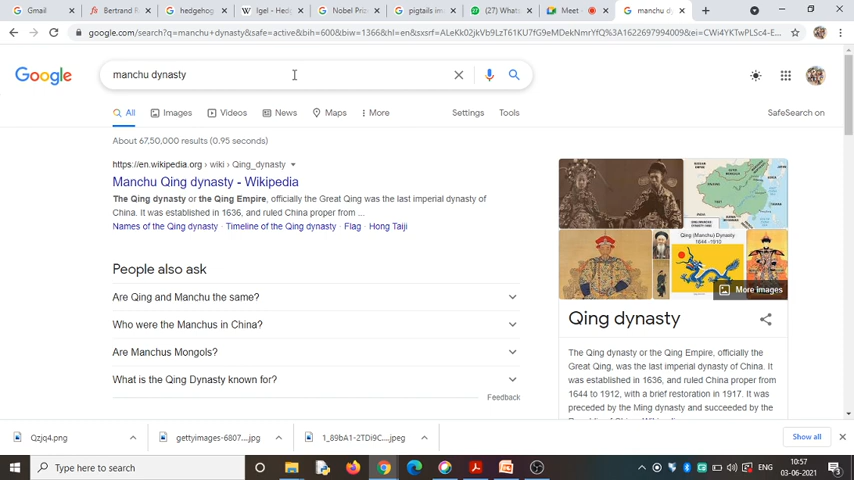 Gmail
Bertrand R
hedgehog
Igel - Hed
Nobel Priz
pigtails im
(27) Whats
Meet
manchu dy
google.com/search?q=manchu+dynasty&safe=active&bih=600&biw=1366&hl=en&sxsrf=
Google
manchu dynasty
All Images Videos News Maps More Settings Tools SafeSearch on
About 67,50,000 results (0.95 seconds)
https://en.wikipedia.org › wiki › Qing_dynasty
Manchu Qing dynasty - Wikipedia
The Qing dynasty or the Qing Empire, officially the Great Qing was the last imperial dynasty of
China. It was established in 1636, and ruled China proper from ...
Names of the Qing dynasty · Timeline of the Qing dynasty · Flag · Hong Taiji
People also ask
Are Qing and Manchu the same?
Who were the Manchus in China?
Are Manchus Mongols?
What is the Qing Dynasty known for?
Feedback
Qing (Manchu) Dynasty
1644 -1910
More images
Qing dynasty
The Qing dynasty or the Qing Empire, officially the
Great Qing, was the last imperial dynasty of China. It
was established in 1636, and ruled China proper from
1644 to 1912, with a brief restoration in 1917. It was
preceded by the Ming dynasty and succeeded by the
Qzjq4.png
gettyimages-6807....jpg
1_89bA1-2TDi9C....jpeg
Show all
Type here to search
ENG
10:57
03-06-2021